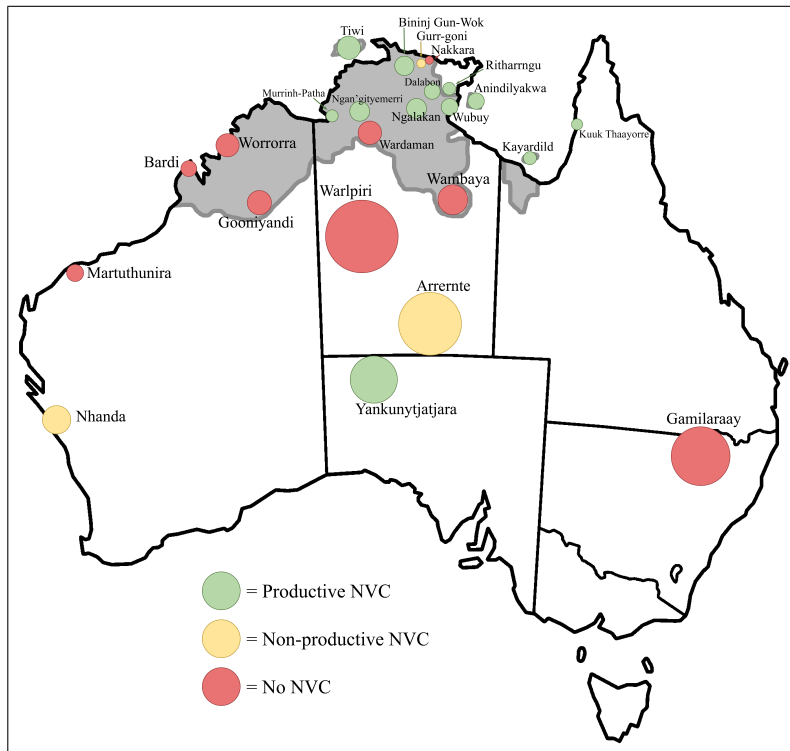 Tiwi
Bininj Gun-Wok
Gurr-goni
Nakkara
Ritharrngu
Dalabon
Anindilyakwa
Murrinh-Patha
Ngan'gityemerri
Ngalakan
Wubuy
Kuuk Thaayorre
Wardaman
Kayardild
Worrorra
Bardi
Wambaya
Warlpiri
Gooniyandi
Martuthunira
Arrernte
Yankunytjatjara
Nhanda
Gamilaraay
= Productive NVC
= Non-productive NVC
= No NVC